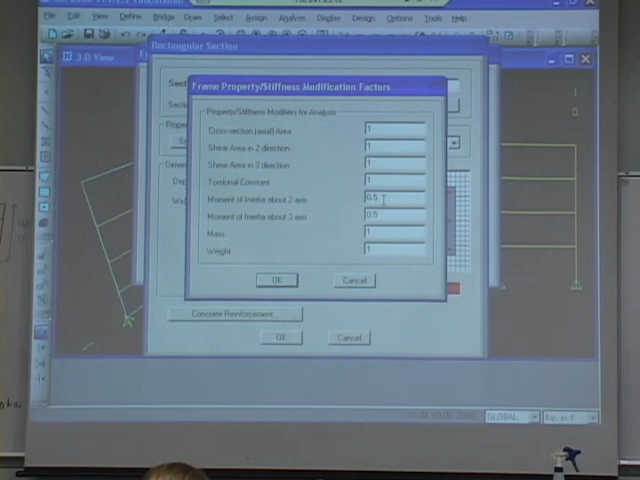 File Edit View Define Bridge Draw Select Assign Analyze Display Design Options Tools Help
3-D View
Rectangular Section
Frame Property/Stiffness Modification Factors
Property/Stiffness Modifiers for Analysis
Cross-section (axial) Area 1
Shear Area in 2 direction 1
Shear Area in 3 direction 1
Torsional Constant 1
Moment of Inertia about 2 axis 0.5
Moment of Inertia about 3 axis 0.5
Mass 1
Weight 1
OK Cancel
Concrete Reinforcement...
OK Cancel
GLOBAL